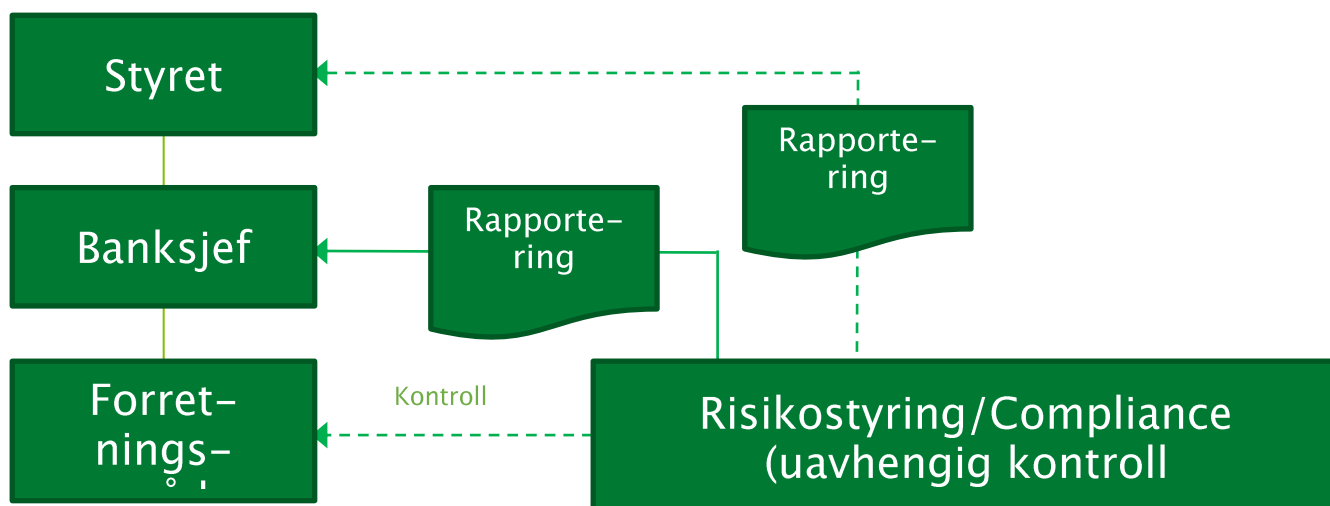 Styret
Rapporte-
ring
Banksjef
Rapporte-
ring
Forret-
nings-
Kontroll
Risikostyring/Compliance
(uavhengig kontroll